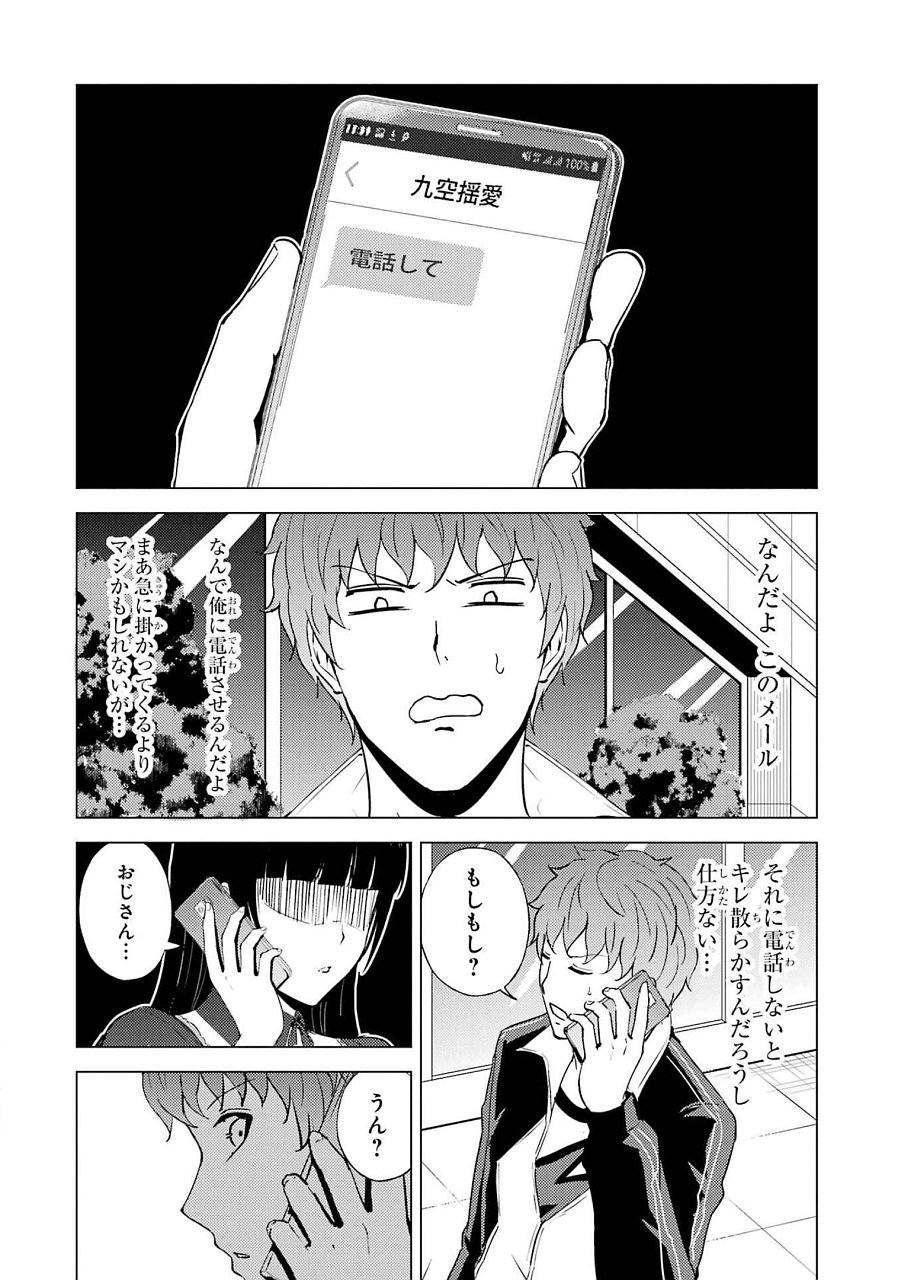 11:39
100%
九空揺愛
電話して
なんだよ このメール
なんで俺に電話させるんだよ
まあ急に掛かってくるより
マシかもしれないが…
それに電話しないと
キレ散らかすんだろうし
仕方ない…
もしもし?
おじさん…
うん?